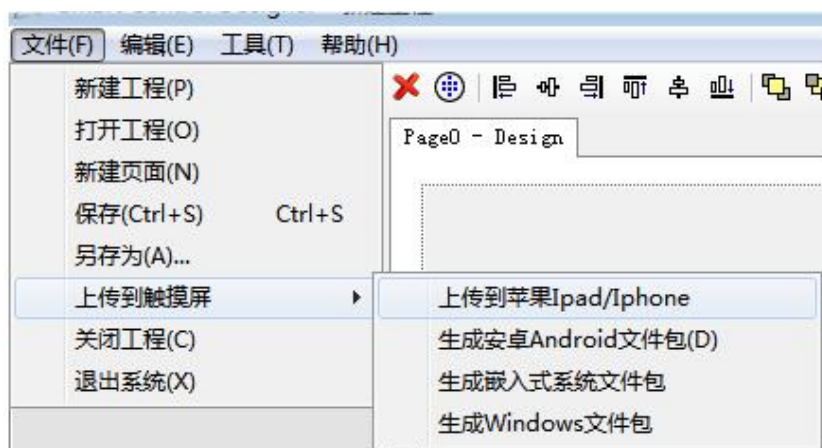 文件(F) 编辑(E) 工具(T) 帮助(H)
新建工程(P)
打开工程(O)
Page0 - Design
新建页面(N)
保存(Ctrl+S) Ctrl+S
另存为(A)...
上传到触摸屏
上传到苹果Ipad/Iphone
关闭工程(C)
生成安卓Android文件包(D)
退出系统(X)
生成嵌入式系统文件包
生成Windows文件包